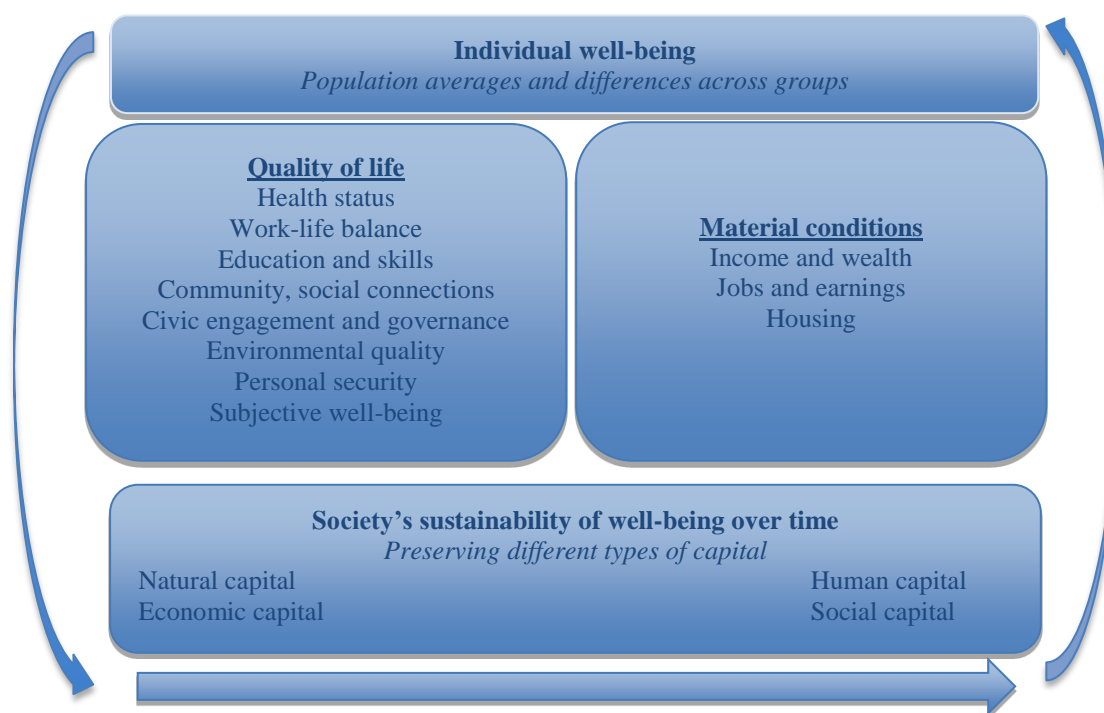 Individual well-being
Population averages and differences across groups
Quality of life
Health status
Work-life balance
Education and skills
Community, social connections
Civic engagement and governance
Environmental quality
Personal security
Subjective well-being
Material conditions
Income and wealth
Jobs and earnings
Housing
Society’s sustainability of well-being over time
Preserving different types of capital
Natural capital
Economic capital
Human capital
Social capital